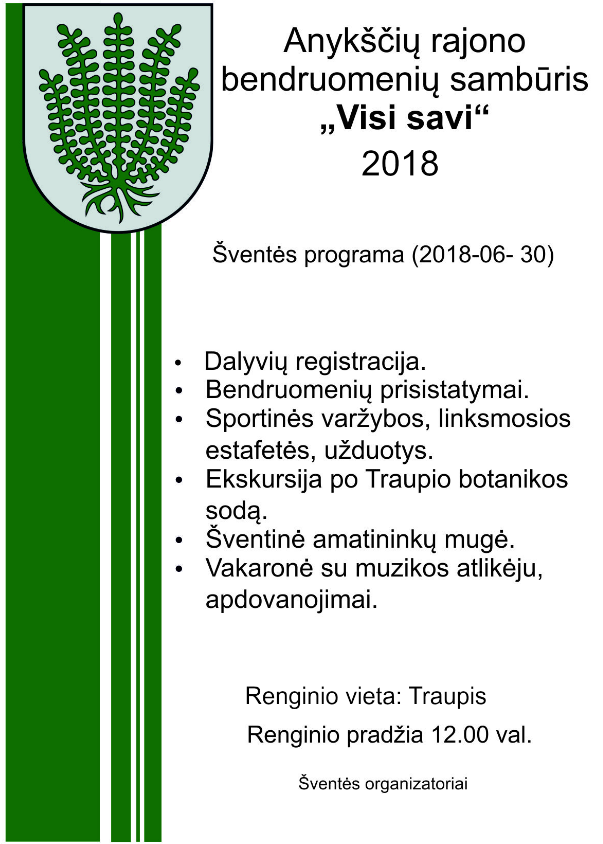 Anykščių rajono
bendruomenių sambūris
„Visi savi“
2018
Šventės programa (2018-06- 30)
• Dalyvių registracija.
• Bendruomenių prisistatymai.
• Sportinės varžybos, linksmosios
estafetės, užduotys.
• Ekskursija po Traupio botanikos
sodą.
• Šventinė amatininkų mugė.
• Vakaronė su muzikos atlikėju,
apdovanojimai.
Renginio vieta: Traupis
Renginio pradžia 12.00 val.
Šventės organizatoriai